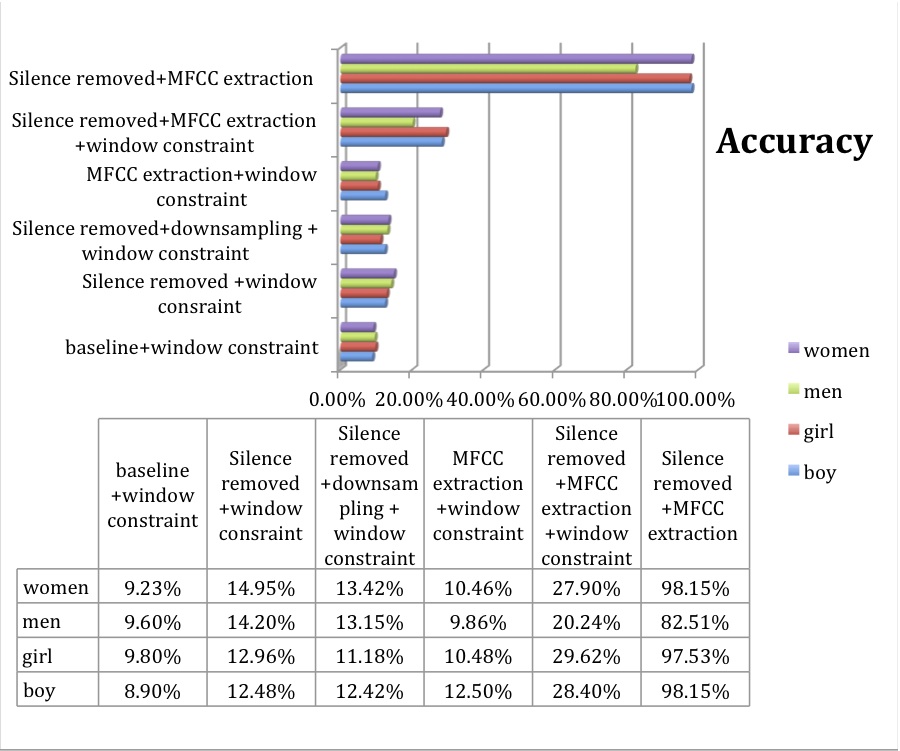 Silence removed+MFCC extraction
Silence removed+MFCC extraction
+window constraint
MFCC extraction+window
constraint
Silence removed+downsampling +
window constraint
Silence removed +window
consraint
baseline+window constraint
Accuracy
0.00% 20.00% 40.00% 60.00% 80.00% 100.00%
women
men
girl
boy
baseline
+window
constraint
Silence
removed
+window
consraint
Silence
removed
+downsam
pling +
window
constraint
MFCC
extraction
+window
constraint
Silence
removed
+MFCC
extraction
+window
constraint
Silence
removed
+MFCC
extraction
women 9.23% 14.95% 13.42% 10.46% 27.90% 98.15%
men 9.60% 14.20% 13.15% 9.86% 20.24% 82.51%
girl 9.80% 12.96% 11.18% 10.48% 29.62% 97.53%
boy 8.90% 12.48% 12.42% 12.50% 28.40% 98.15%